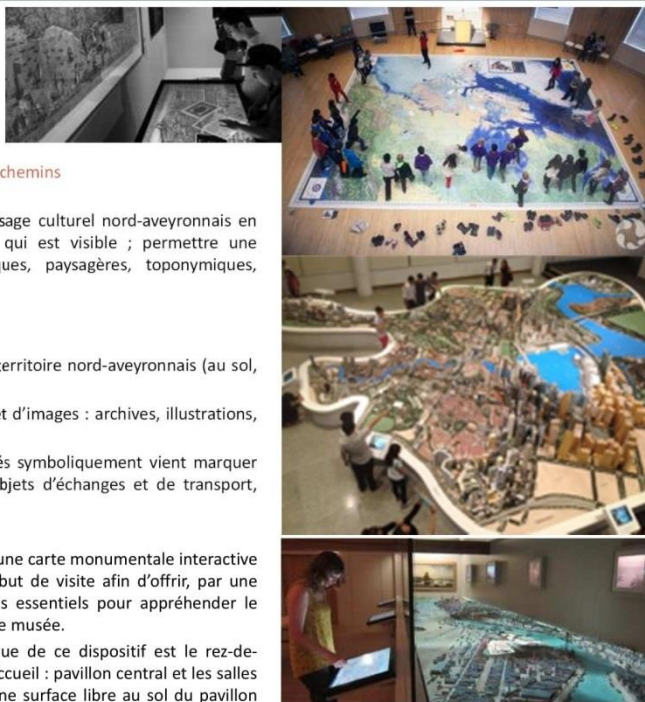 chemins
sage culturel nord-aveyronnais en
qui est visible ; permettre une
ques, paysagères, toponymiques,
territoire nord-aveyronnais (au sol,
et d'images : archives, illustrations,
és symboliquement vient marquer
bjets d'échanges et de transport,
une carte monumentale interactive
but de visite afin d'offrir, par une
s essentiels pour appréhender le
e musée.
ue de ce dispositif est le rez-de-
ccueil : pavillon central et les salles
ne surface libre au sol du pavillon